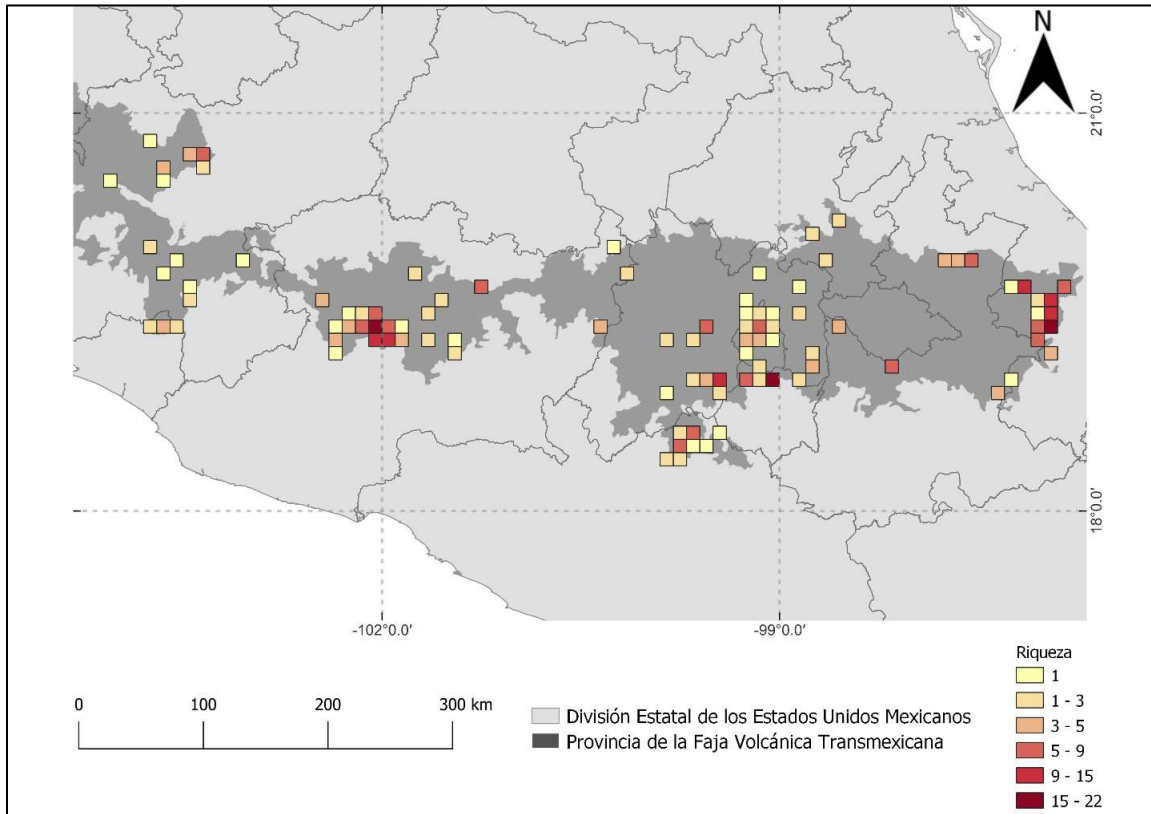 N
21°0.0'
18°0.0'
-102°0.0'
-99°0.0'
Riqueza
1
1 - 3
3 - 5
5 - 9
9 - 15
15 - 22
0 100 200 300 km
División Estatal de los Estados Unidos Mexicanos
Provincia de la Faja Volcánica Transmexicana